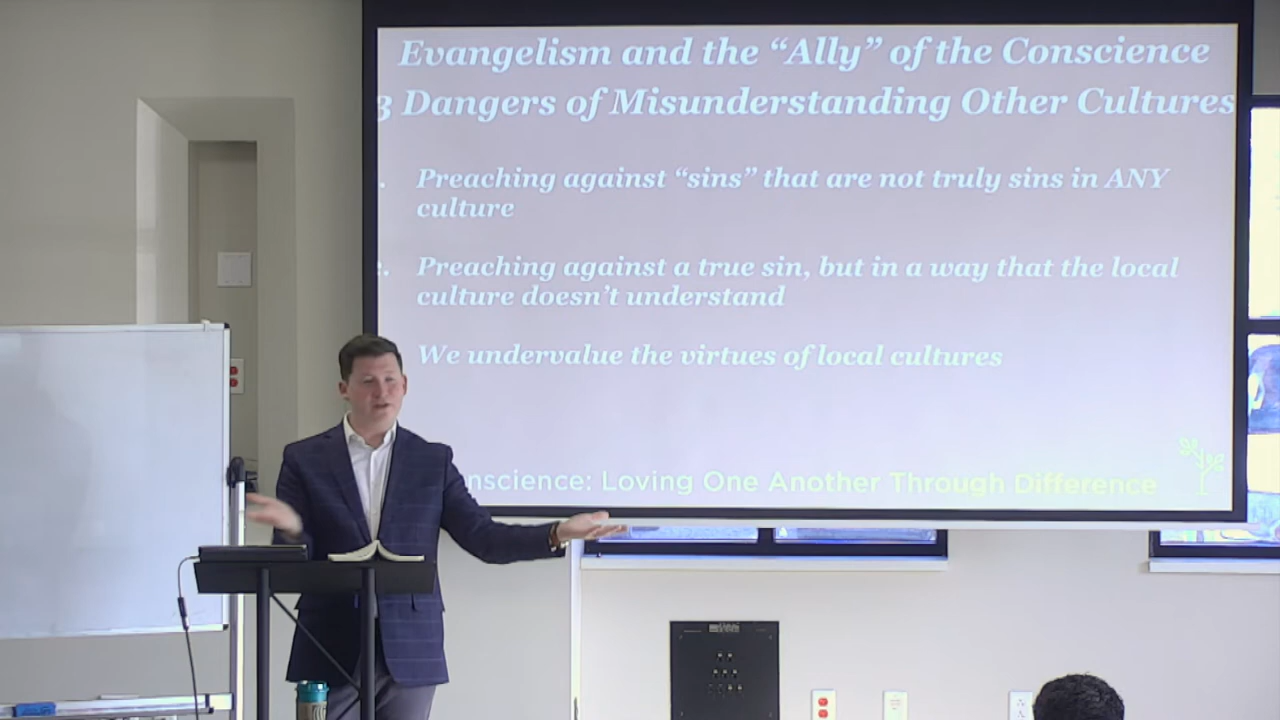 Evangelism and the “Ally” of the Conscience
3 Dangers of Misunderstanding Other Cultures
Preaching against “sins” that are not truly sins in ANY
culture
Preaching against a true sin, but in a way that the local
culture doesn’t understand
We undervalue the virtues of local cultures
nscience: Loving One Another Through Difference